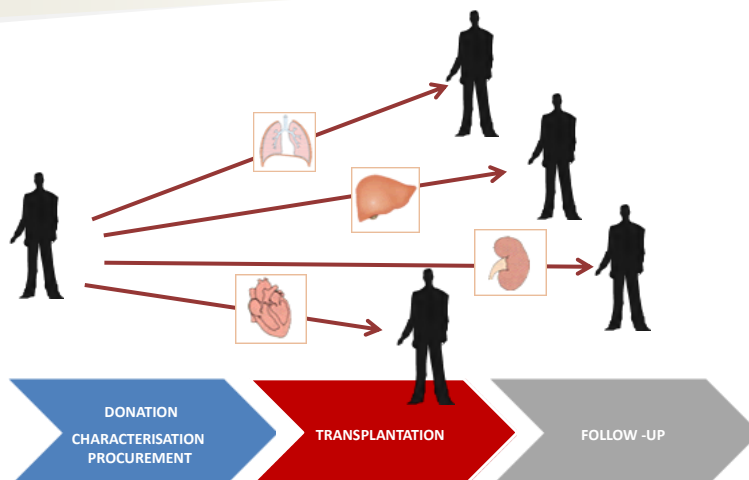 DONATION
CHARACTERISATION
PROCUREMENT
TRANSPLANTATION
FOLLOW -UP